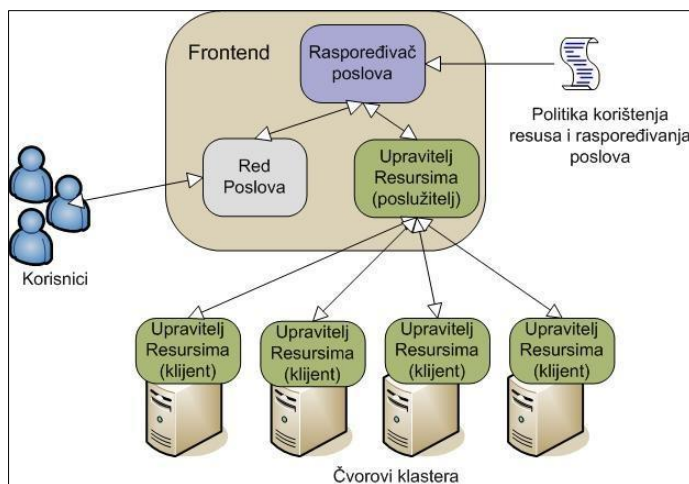 Frontend
Raspoređivač
poslova
Politika korištenja
resusa i raspoređivanja
poslova
Red
Poslova
Upravitelj
Resursima
(poslužitelj)
Korisnici
Upravitelj
Resursima
(klijent)
Upravitelj
Resursima
(klijent)
Upravitelj
Resursima
(klijent)
Upravitelj
Resursima
(klijent)
Čvorovi klastera